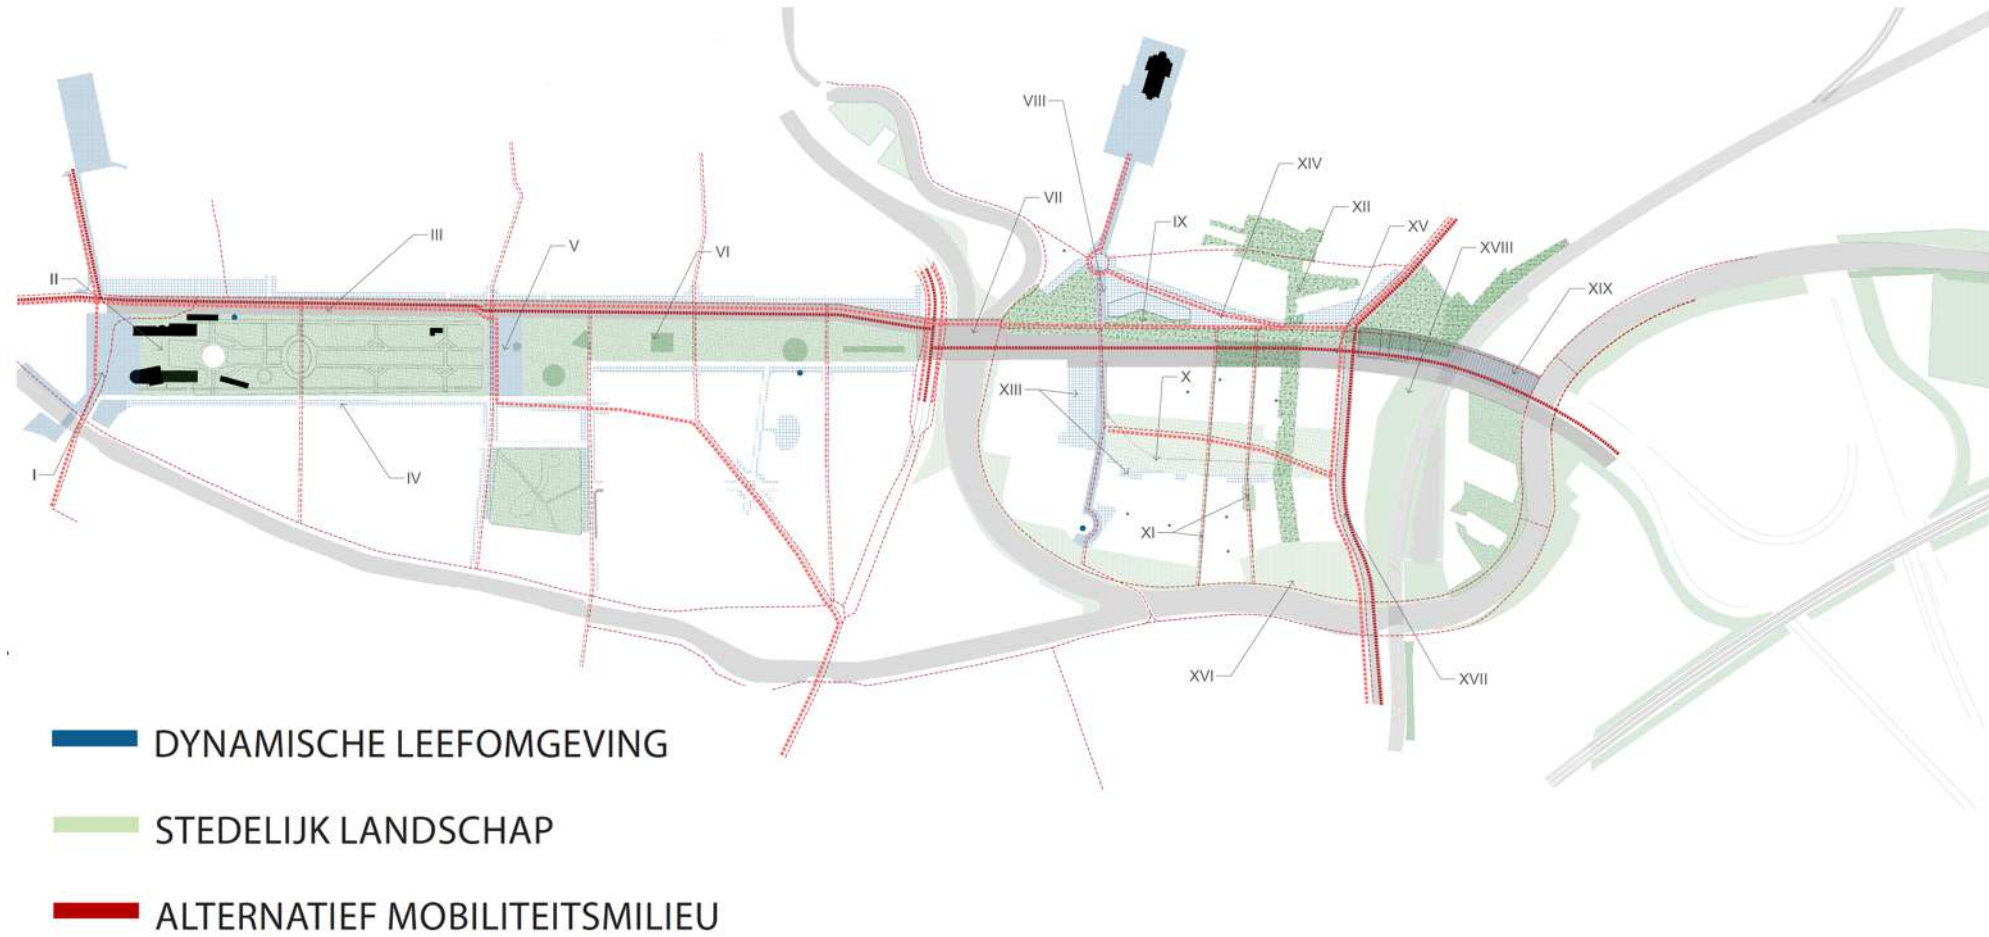 VIII
XIV
VII
XII
IX
XV
III
V
VI
XVIII
II
XIX
X
XIII
I
IV
XI
XVI
XVII
DYNAMISCHE LEEFOMGEVING
STEDELIJK LANDSCHAP
ALTERNATIEF MOBILITEITSMILIEU